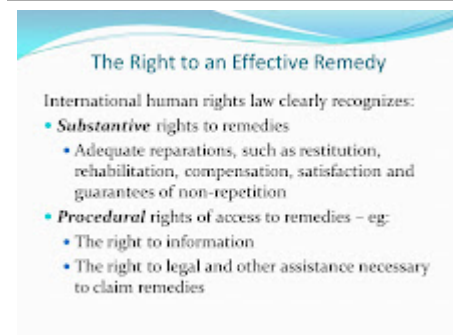 The Right to an Effective Remedy
International human rights law clearly recognizes:
• Substantive rights to remedies
• Adequate reparations, such as restitution,
rehabilitation, compensation, satisfaction and
guarantees of non-repetition
• Procedural rights of access to remedies – eg:
• The right to information
• The right to legal and other assistance necessary
to claim remedies